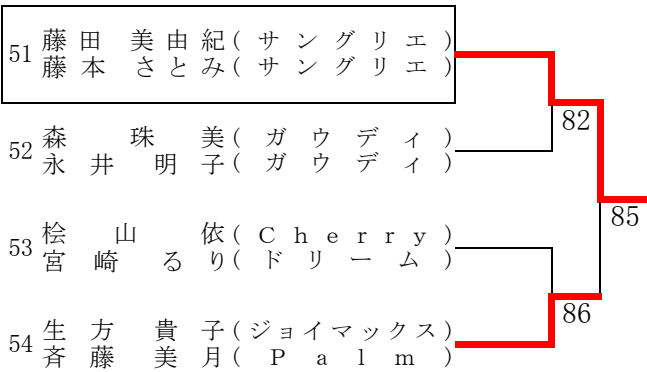 51 藤田 美由紀(サングリエ)
藤本 さとみ(サングリエ)
82
52 森 珠美(ガウディ)
永井 明子(ガウディ)
85
53 桧山 依(Cherry)
宮崎 るり(ドリーム)
86
54 生方 貴子(ジョイマックス)
斉藤 美月(Palm)